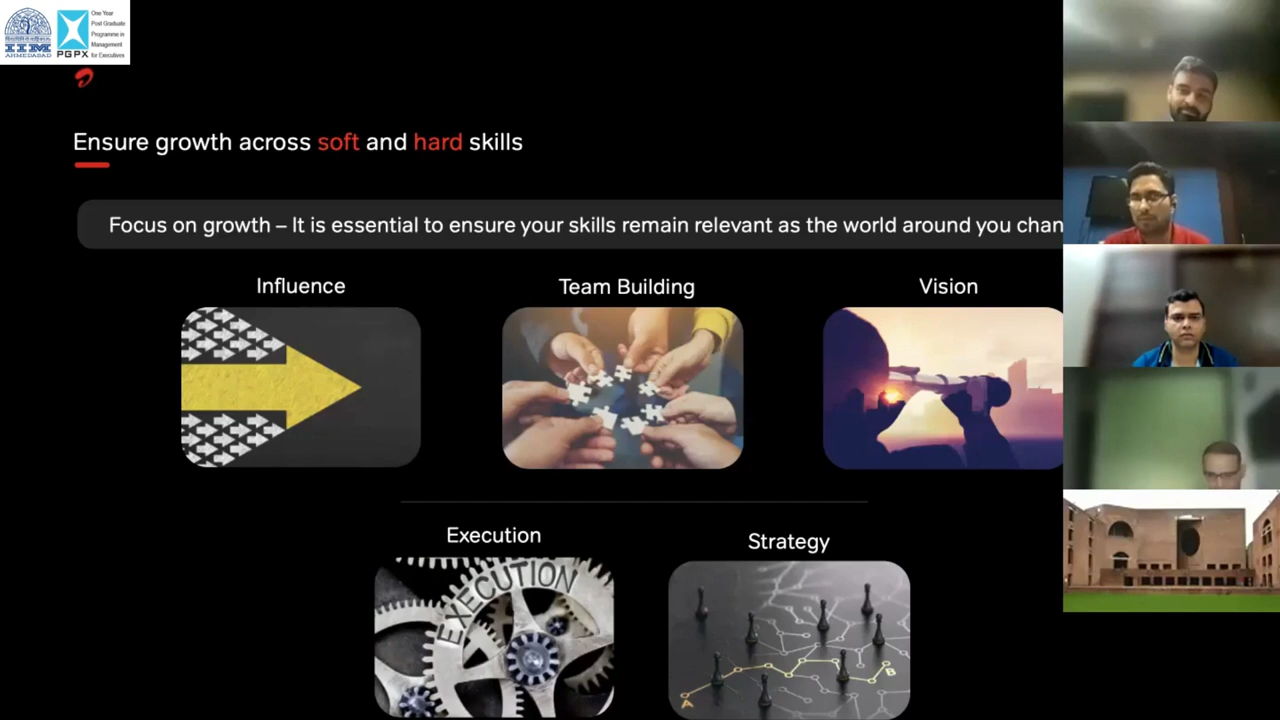 One Year
Post Graduate
Programme in
Management
for Executives
IIM
AHMEDABAD
PGPX
Ensure growth across soft and hard skills
Focus on growth – It is essential to ensure your skills remain relevant as the world around you chan
Influence
Team Building
Vision
Execution
Strategy
EXECUTION
A
B